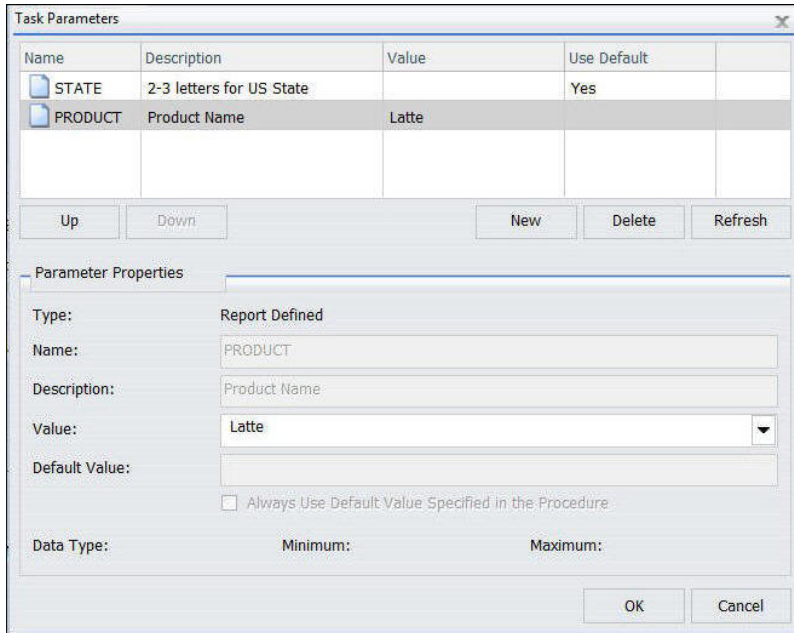 Task Parameters
Name Description Value Use Default
STATE 2-3 letters for US State Yes
PRODUCT Product Name Latte
Up Down New Delete Refresh
Parameter Properties
Type: Report Defined
Name: PRODUCT
Description: Product Name
Value: Latte
Default Value:
Always Use Default Value Specified in the Procedure
Data Type: Minimum: Maximum:
OK Cancel